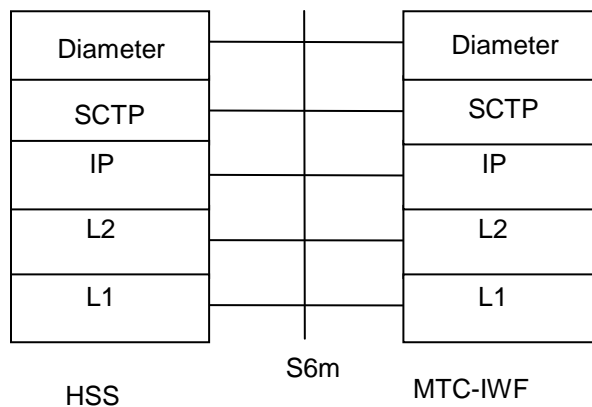 Diameter
Diameter
SCTP
SCTP
IP
IP
L2
L2
L1
L1
S6m
HSS
MTC-IWF